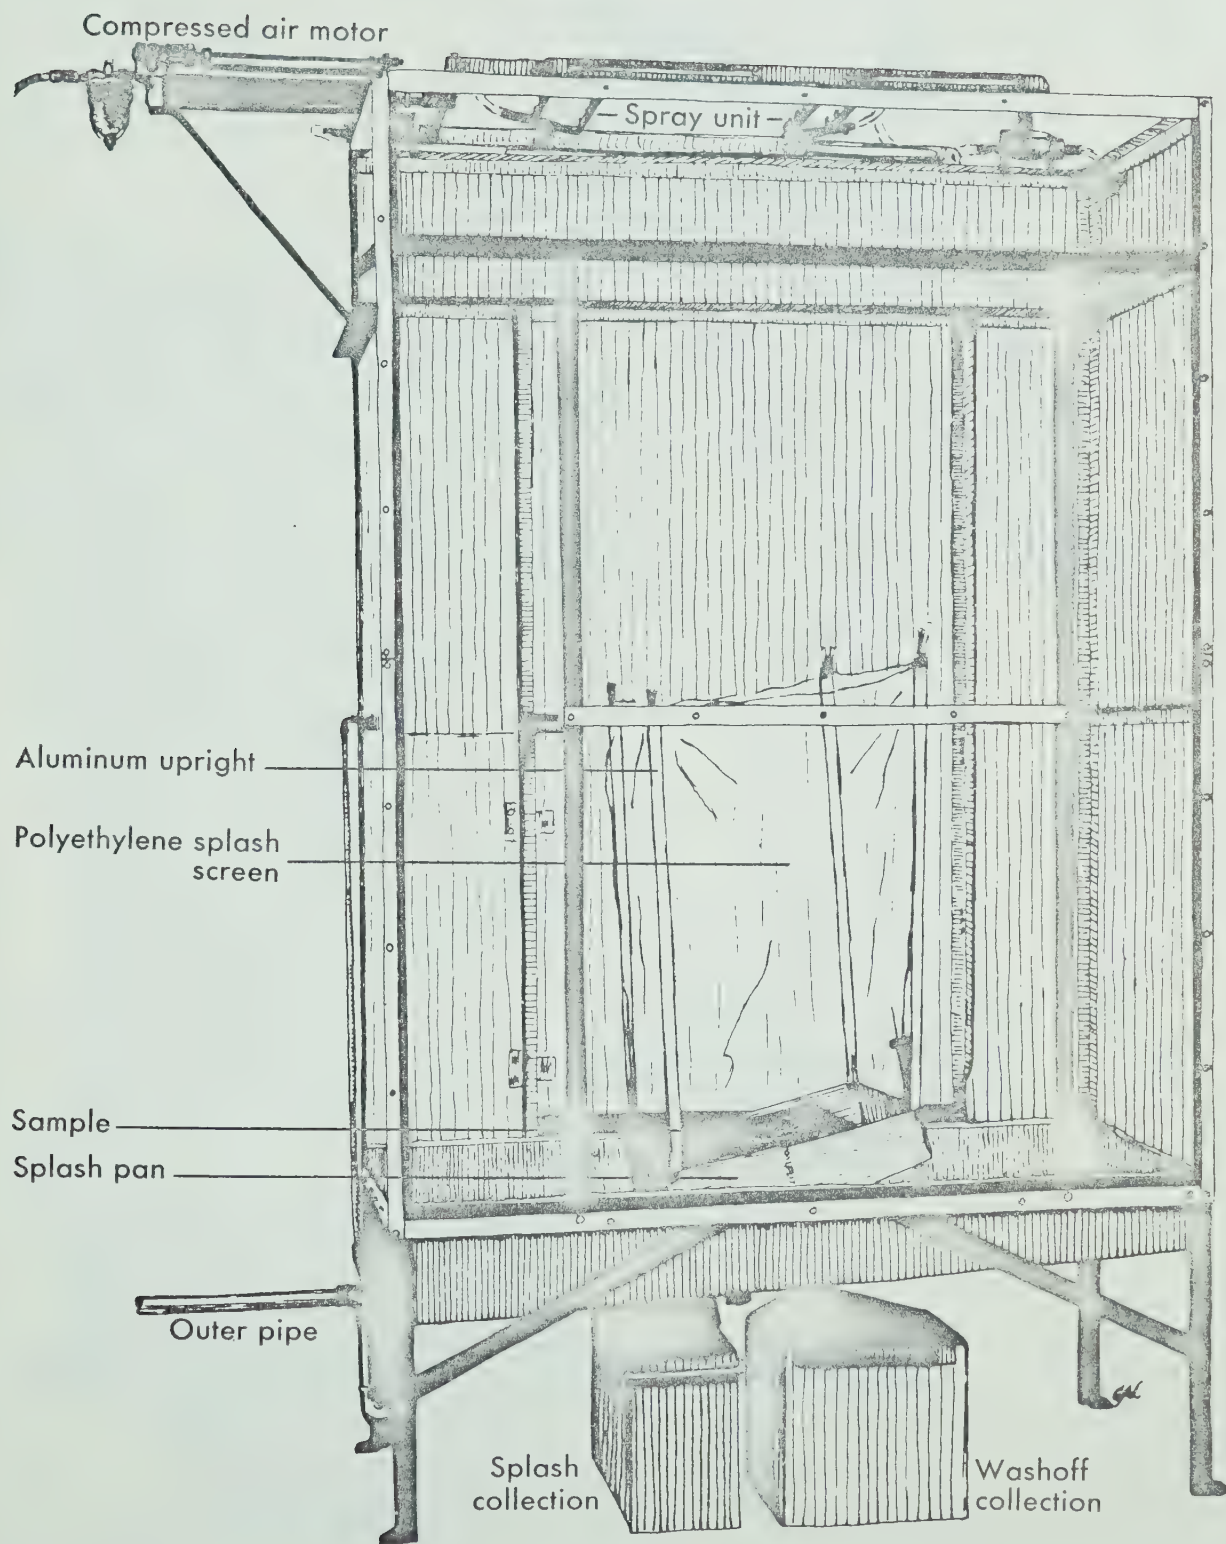 Compressed air motor
Spray unit
Aluminum upright
Polyethylene splash
screen
Sample
Splash pan
Outer pipe
Splash
collection
Washoff
collection